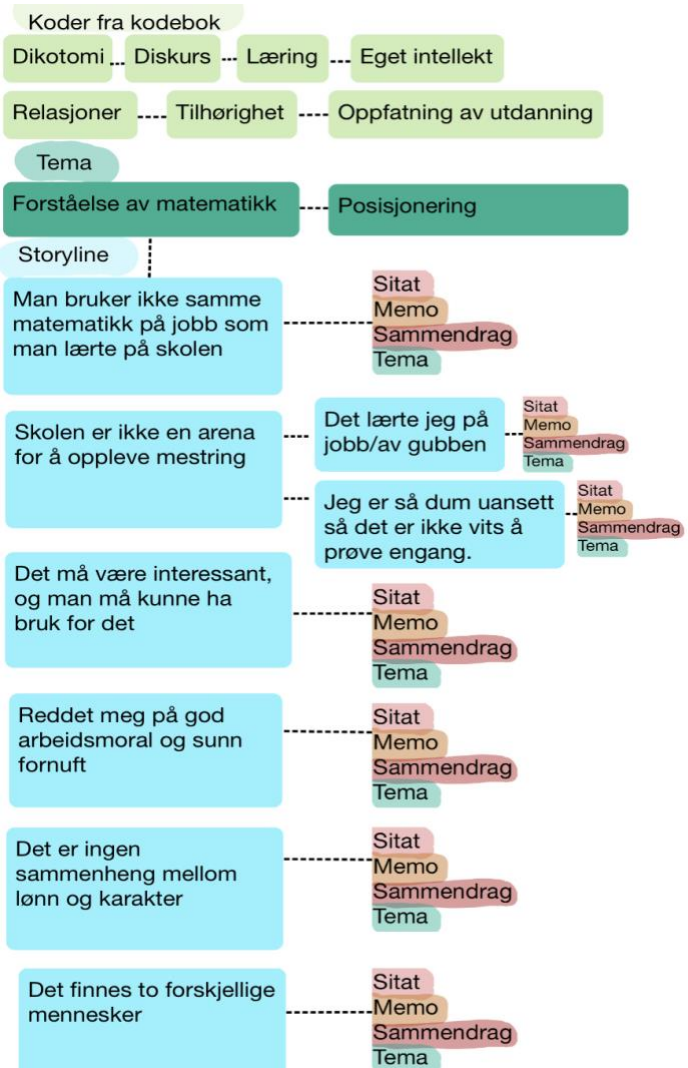 Koder fra kodebok
Dikotomi
Diskurs
Læring
Eget intellekt
Relasjoner
Tilhørighet
Oppfatning av utdanning
Tema
Forståelse av matematikk
Posisjonering
Storyline
Man bruker ikke samme
matematikk på jobb som
man lærte på skolen
Sitat
Memo
Sammendrag
Tema
Skolen er ikke en arena
for å oppleve mestring
Det lærte jeg på
jobb/av gubben
Sitat
Memo
Sammendrag
Tema
Jeg er så dum uansett
så det er ikke vits å
prøve engang.
Sitat
Memo
Sammendrag
Tema
Det må være interessant,
og man må kunne ha
bruk for det
Sitat
Memo
Sammendrag
Tema
Reddet meg på god
arbeidsmoral og sunn
fornuft
Sitat
Memo
Sammendrag
Tema
Det er ingen
sammenheng mellom
lønn og karakter
Sitat
Memo
Sammendrag
Tema
Det finnes to forskjellige
mennesker
Sitat
Memo
Sammendrag
Tema